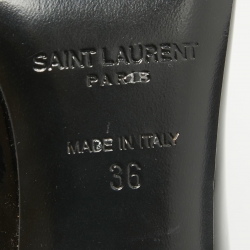 SAINT LAURENT
PARIS
MADE IN ITALY
36